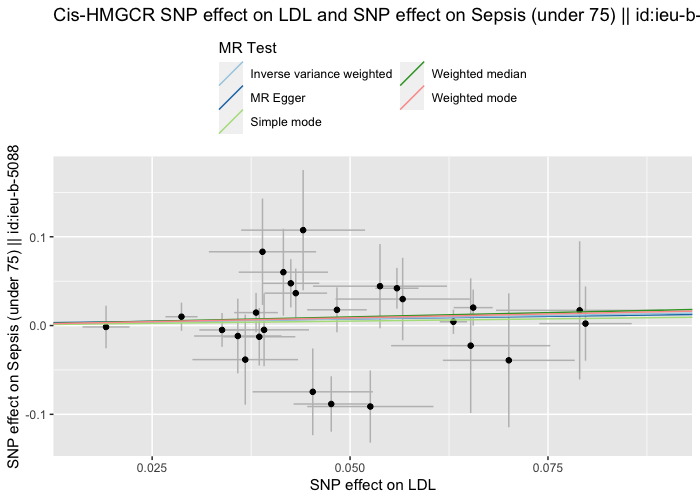 Cis-HMGCR SNP effect on LDL and SNP effect on Sepsis (under 75) || id:ieu-b-
MR Test
Inverse variance weighted
Weighted median
MR Egger
Weighted mode
Simple mode
SNP effect on Sepsis (under 75) || id:ieu-b-5088
0.1
0.0
-0.1
0.025
0.050
0.075
SNP effect on LDL